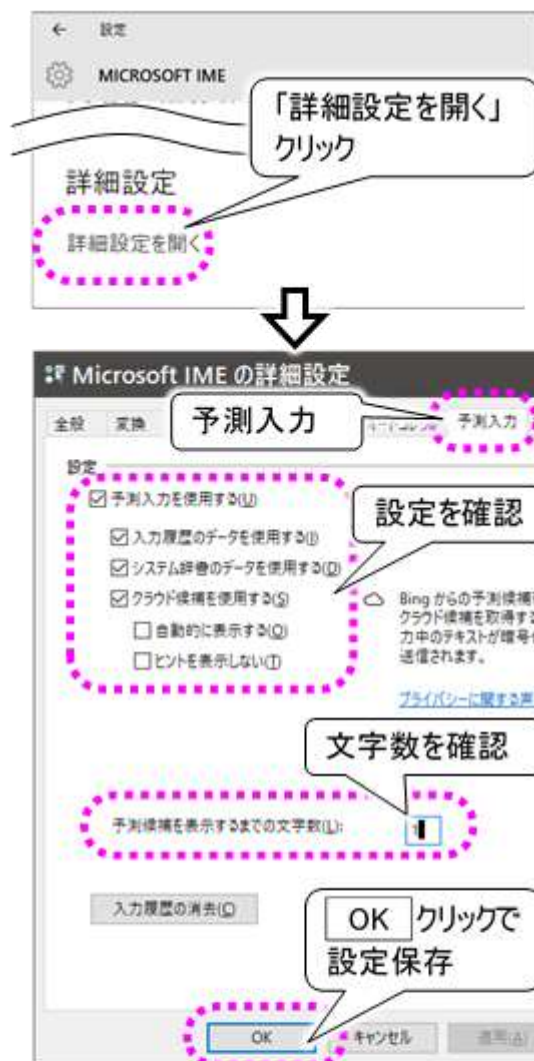 ← 設定
MICROSOFT IME
「詳細設定を開く」
クリック
詳細設定
詳細設定を開く
Microsoft IME の詳細設定
全般 変換
予測入力
予測入力
設定
予測入力を使用する(U)
入力履歴のデータを使用する(I)
システム辞書のデータを使用する(D)
クラウド候補を使用する(S)
自動的に表示する(O)
ヒントを表示しない(T)
設定を確認
Bing からの予測候補
クラウド候補を取得する
力中のテキストが暗号
送信されます。
プライバシーに関する声
文字数を確認
予測候補を表示するまでの文字数(L):
入力履歴の消去(C)
OK クリックで
設定保存
OK キャンセル 適用(A)